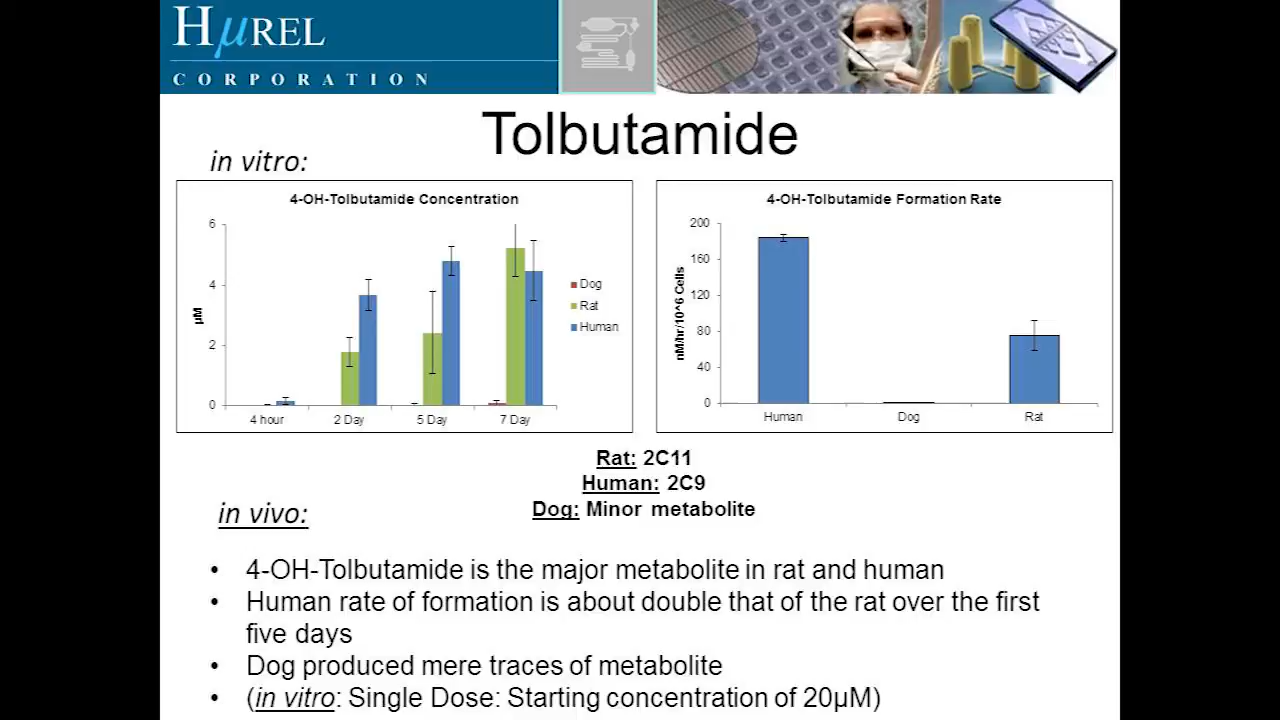 HµREL
CORPORATION
Tolbutamide
in vitro:
4-OH-Tolbutamide Concentration
6
4
2
0
µM
4 hour
2 Day
5 Day
7 Day
Dog
Rat
Human
4-OH-Tolbutamide Formation Rate
200
160
120
80
40
0
nM/hr/10^6 Cells
Human
Dog
Rat
Rat: 2C11
Human: 2C9
Dog: Minor metabolite
in vivo:
• 4-OH-Tolbutamide is the major metabolite in rat and human
• Human rate of formation is about double that of the rat over the first
five days
• Dog produced mere traces of metabolite
• (in vitro: Single Dose: Starting concentration of 20µM)